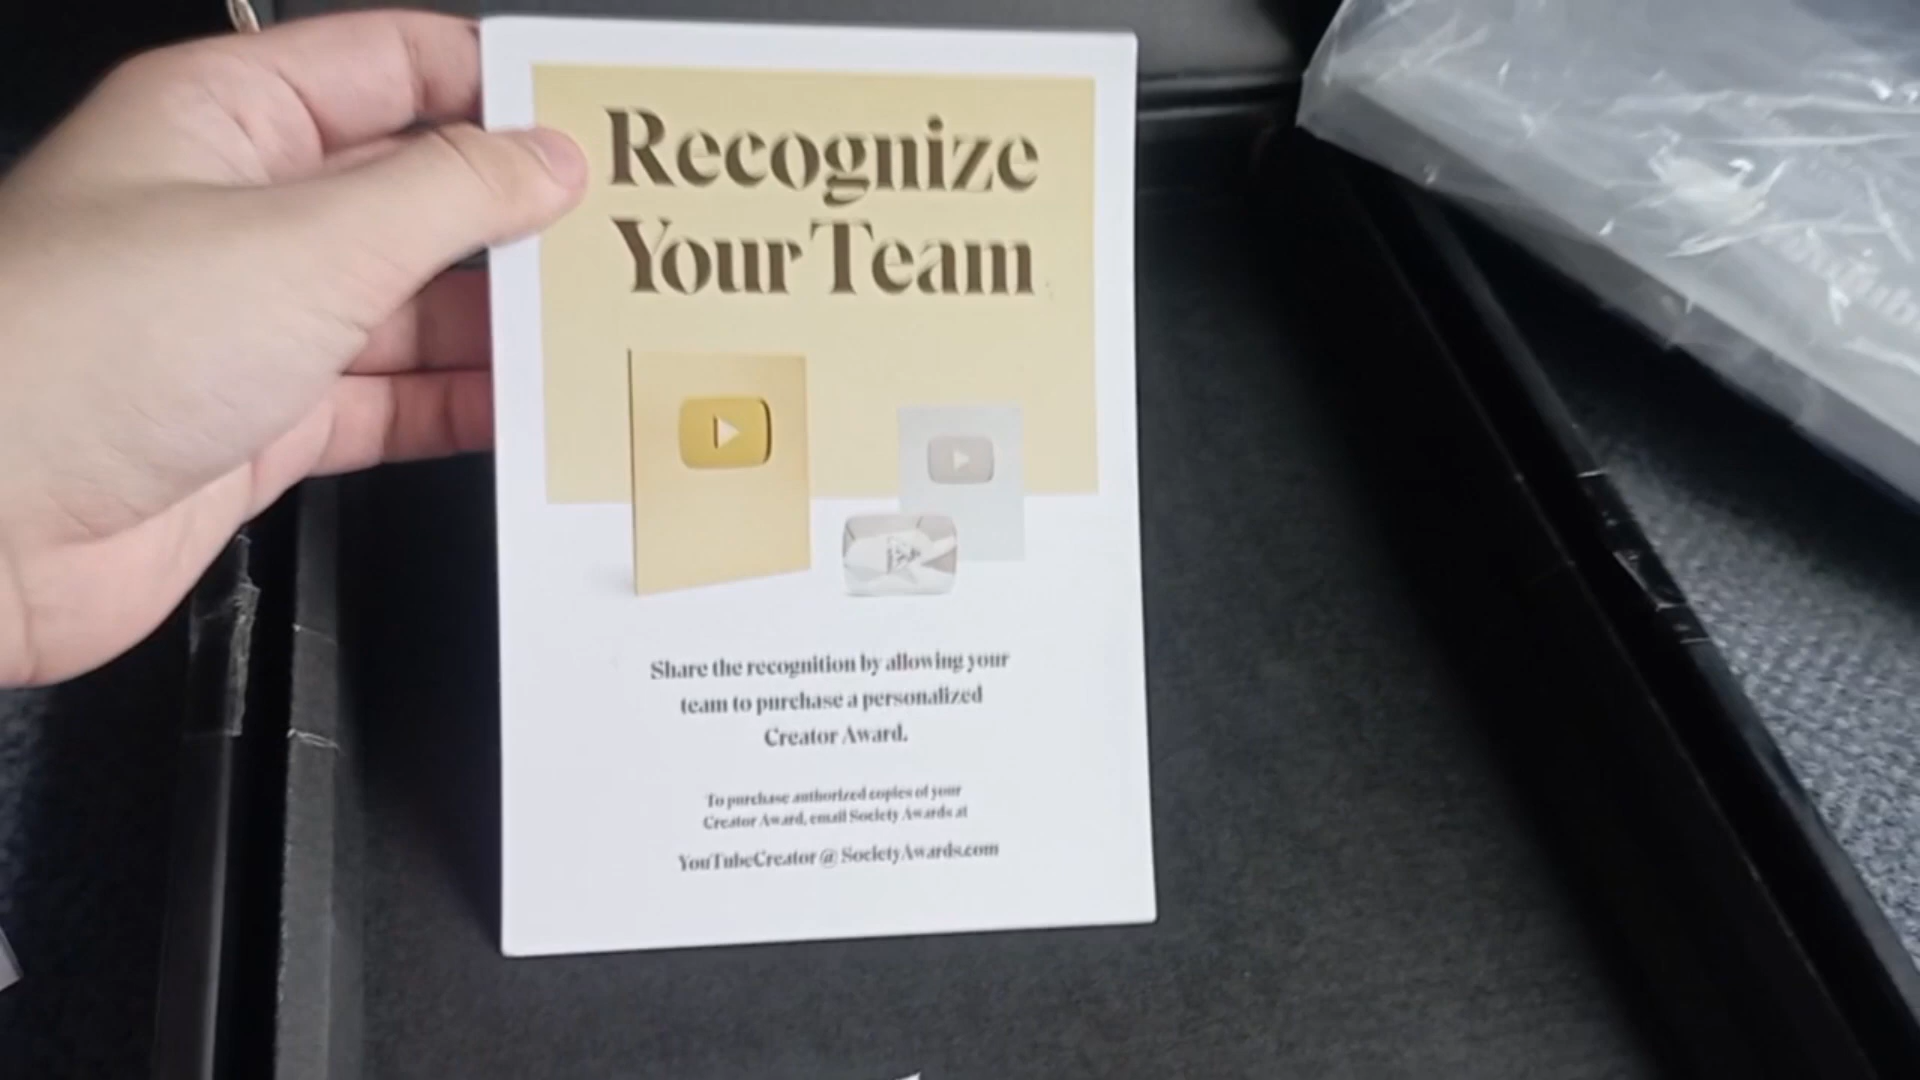 Recognize
Your Team
Share the recognition by allowing your
team to purchase a personalized
Creator Award.
To purchase authorized copies of your
Creator Award, email Society Awards at
YouTubeCreator@SocietyAwards.com